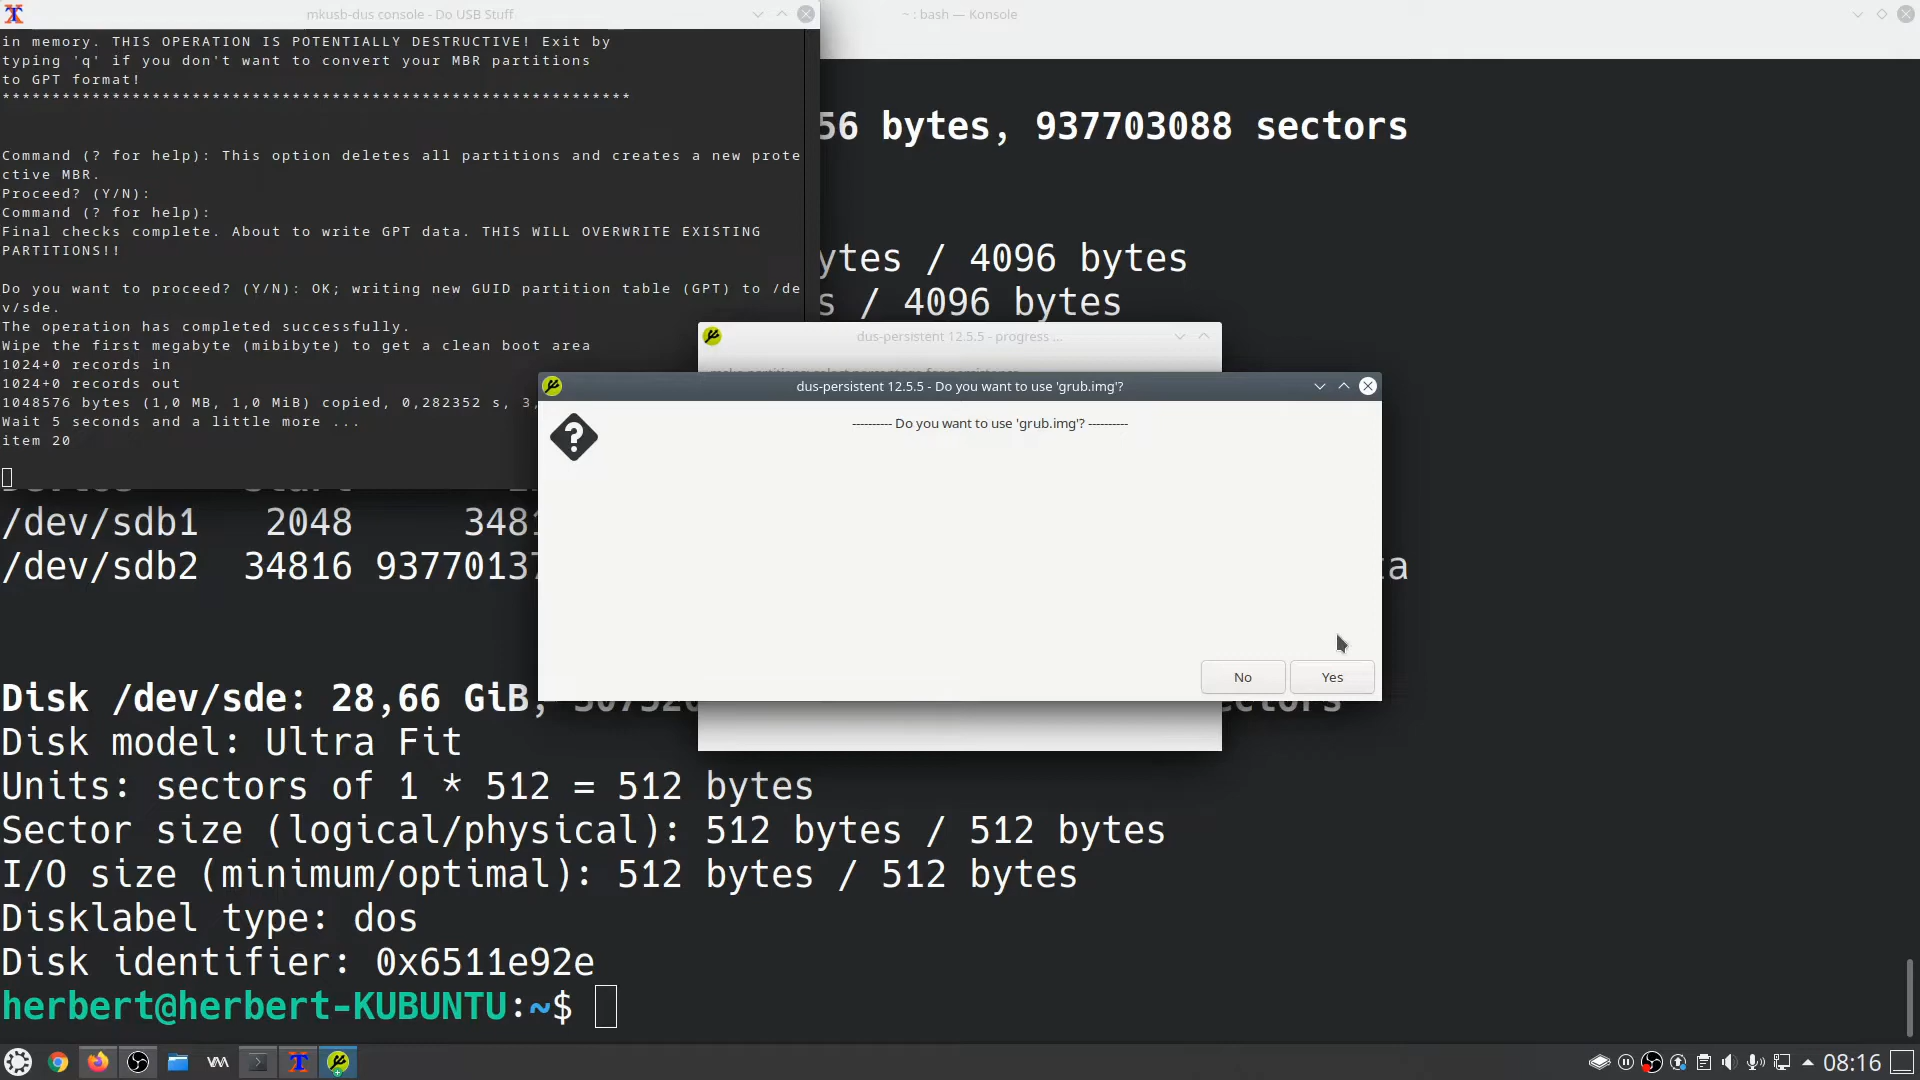 mkusb-dus console - Do USB Stuff
~ : bash — Konsole
in memory. THIS OPERATION IS POTENTIALLY DESTRUCTIVE! Exit by
typing 'q' if you don't want to convert your MBR partitions
to GPT format!
***************************************************************
Command (? for help): This option deletes all partitions and creates a new prote
ctive MBR.
Proceed? (Y/N):
Command (? for help):
Final checks complete. About to write GPT data. THIS WILL OVERWRITE EXISTING
PARTITIONS!!
Do you want to proceed? (Y/N): OK; writing new GUID partition table (GPT) to /de
v/sde.
The operation has completed successfully.
Wipe the first megabyte (mibibyte) to get a clean boot area
1024+0 records in
1024+0 records out
1048576 bytes (1,0 MB, 1,0 MiB) copied, 0,282352 s, 3,
Wait 5 seconds and a little more ...
item 20
56 bytes, 937703088 sectors
ytes / 4096 bytes
s / 4096 bytes
dus-persistent 12.5.5 - progress ...
dus-persistent 12.5.5 - Do you want to use 'grub.img'?
---------- Do you want to use 'grub.img'? ----------
No
Yes
/dev/sdb1 2048 3481
/dev/sdb2 34816 93770137 ta
Disk /dev/sde: 28,66 GiB, sectors
Disk model: Ultra Fit
Units: sectors of 1 * 512 = 512 bytes
Sector size (logical/physical): 512 bytes / 512 bytes
I/O size (minimum/optimal): 512 bytes / 512 bytes
Disklabel type: dos
Disk identifier: 0x6511e92e
herbert@herbert-KUBUNTU:~$
08:16